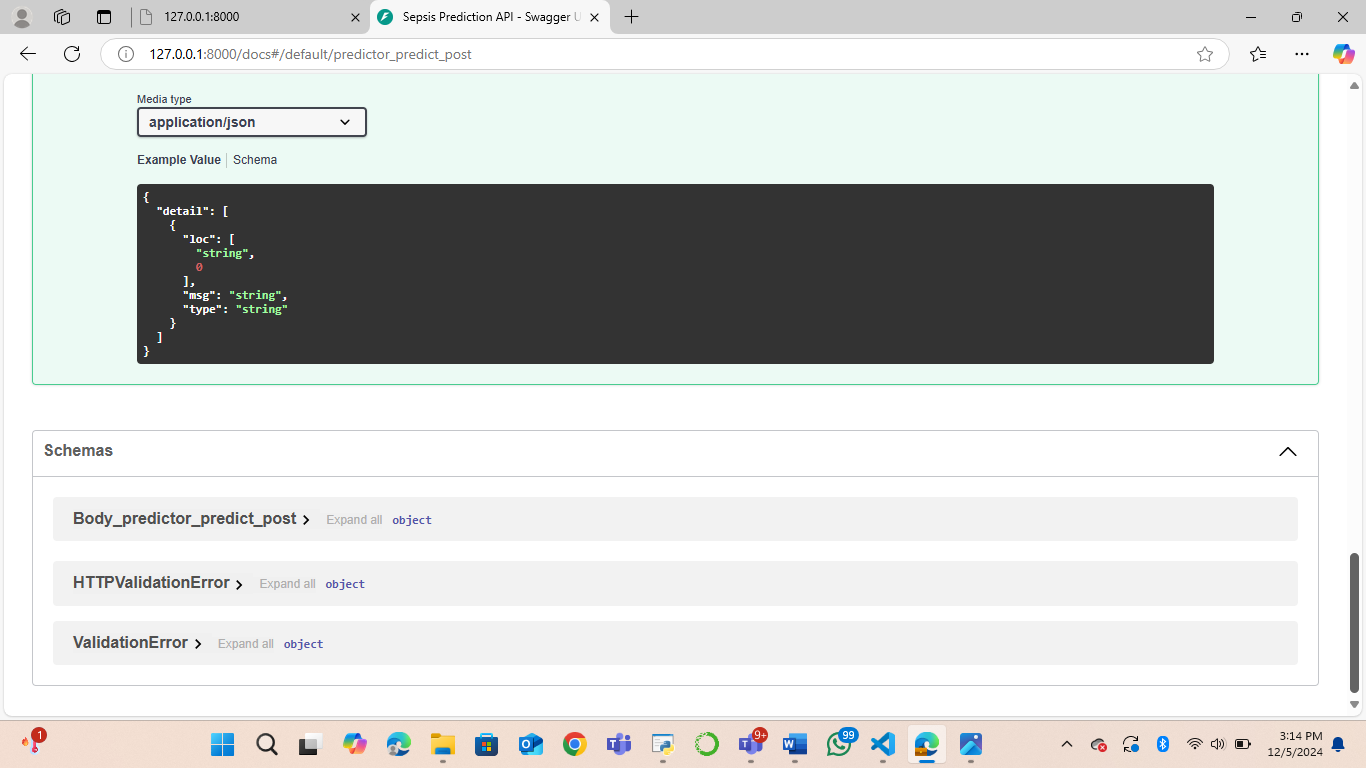 127.0.0.1:8000
Sepsis Prediction API - Swagger U
127.0.0.1:8000/docs#/default/predictor_predict_post
Media type
application/json
Example Value
Schema
{
"detail": [
{
"loc": [
"string",
0
],
"msg": "string",
"type": "string"
}
]
}
Schemas
Body_predictor_predict_post Expand all object
HTTPValidationError Expand all object
ValidationError Expand all object
1
9+
99
3:14 PM
12/5/2024